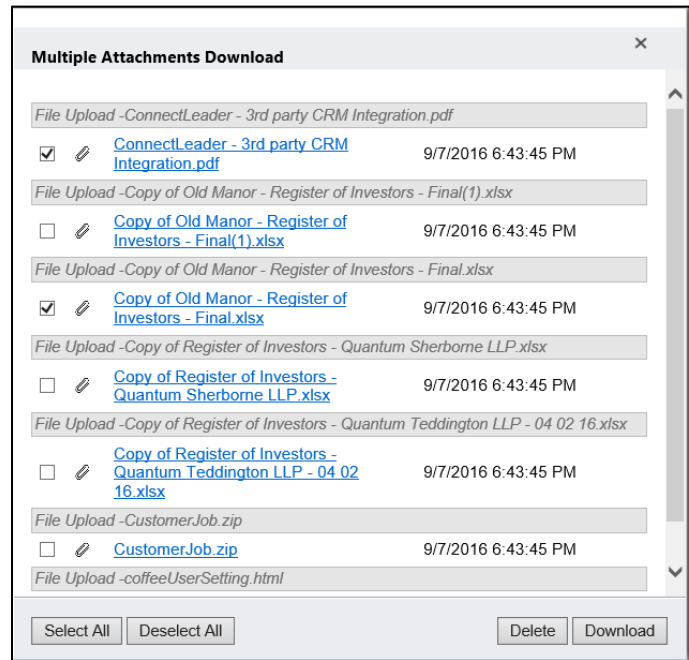 Multiple Attachments Download
File Upload -ConnectLeader - 3rd party CRM Integration.pdf
ConnectLeader - 3rd party CRM
Integration.pdf
9/7/2016 6:43:45 PM
File Upload -Copy of Old Manor - Register of Investors - Final(1).xlsx
Copy of Old Manor - Register of
Investors - Final(1).xlsx
9/7/2016 6:43:45 PM
File Upload -Copy of Old Manor - Register of Investors - Final.xlsx
Copy of Old Manor - Register of
Investors - Final.xlsx
9/7/2016 6:43:45 PM
File Upload -Copy of Register of Investors - Quantum Sherborne LLP.xlsx
Copy of Register of Investors -
Quantum Sherborne LLP.xlsx
9/7/2016 6:43:45 PM
File Upload -Copy of Register of Investors - Quantum Teddington LLP - 04 02 16.xlsx
Copy of Register of Investors -
Quantum Teddington LLP - 04 02
16.xlsx
9/7/2016 6:43:45 PM
File Upload -CustomerJob.zip
CustomerJob.zip
9/7/2016 6:43:45 PM
File Upload -coffeeUserSetting.html
Select All
Deselect All
Delete
Download